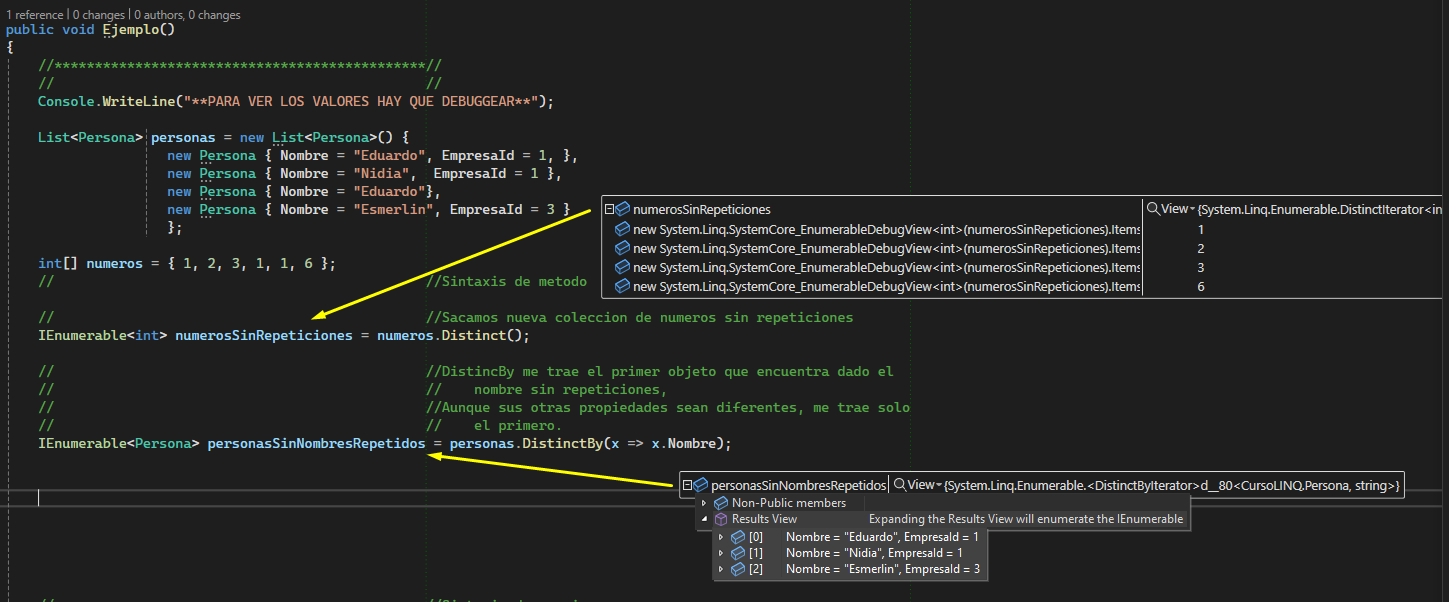 1 reference | 0 changes | 0 authors, 0 changes
public void Ejemplo()
{
//**********************************************//
// //
Console.WriteLine("**PARA VER LOS VALORES HAY QUE DEBUGGEAR**");
List<Persona> personas = new List<Persona>() {
new Persona { Nombre = "Eduardo", EmpresaId = 1, },
new Persona { Nombre = "Nidia", EmpresaId = 1 },
new Persona { Nombre = "Eduardo"},
new Persona { Nombre = "Esmerlin", EmpresaId = 3 }
};
numerosSinRepeticiones View {System.Linq.Enumerable.DistinctIterator<in
new System.Linq.SystemCore_EnumerableDebugView<int>(numerosSinRepeticiones).Items 1
new System.Linq.SystemCore_EnumerableDebugView<int>(numerosSinRepeticiones).Items 2
new System.Linq.SystemCore_EnumerableDebugView<int>(numerosSinRepeticiones).Items 3
new System.Linq.SystemCore_EnumerableDebugView<int>(numerosSinRepeticiones).Items 6
int[] numeros = { 1, 2, 3, 1, 1, 6 };
// //Sintaxis de metodo
// //Sacamos nueva coleccion de numeros sin repeticiones
IEnumerable<int> numerosSinRepeticiones = numeros.Distinct();
// //DistincBy me trae el primer objeto que encuentra dado el
// // nombre sin repeticiones,
// //Aunque sus otras propiedades sean diferentes, me trae solo
// // el primero.
IEnumerable<Persona> personasSinNombresRepetidos = personas.DistinctBy(x => x.Nombre);
personasSinNombresRepetidos View {System.Linq.Enumerable.<DistinctByIterator>d__80<CursoLINQ.Persona, string>}
Non-Public members
Results View Expanding the Results View will enumerate the IEnumerable
[0] Nombre = "Eduardo", EmpresaId = 1
[1] Nombre = "Nidia", EmpresaId = 1
[2] Nombre = "Esmerlin", EmpresaId = 3